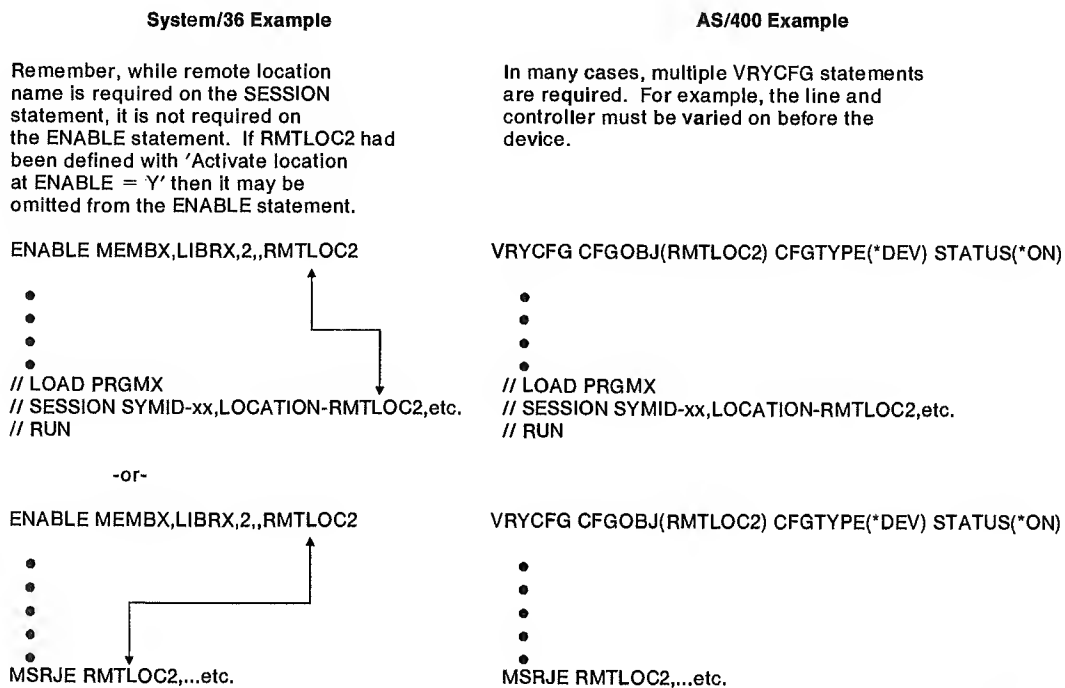 System/36 Example
Remember, while remote location
name is required on the SESSION
statement, it is not required on
the ENABLE statement. If RMTLOC2 had
been defined with 'Activate location
at ENABLE = Y' then it may be
omitted from the ENABLE statement.
ENABLE MEMBX,LIBRX,2,,RMTLOC2
// LOAD PRGMX
// SESSION SYMID-xx,LOCATION-RMTLOC2,etc.
// RUN
-or-
ENABLE MEMBX,LIBRX,2,,RMTLOC2
MSRJE RMTLOC2,...etc.
AS/400 Example
In many cases, multiple VRYCFG statements
are required. For example, the line and
controller must be varied on before the
device.
VRYCFG CFGOBJ(RMTLOC2) CFGTYPE(*DEV) STATUS(*ON)
// LOAD PRGMX
// SESSION SYMID-xx,LOCATION-RMTLOC2,etc.
// RUN
VRYCFG CFGOBJ(RMTLOC2) CFGTYPE(*DEV) STATUS(*ON)
MSRJE RMTLOC2,...etc.